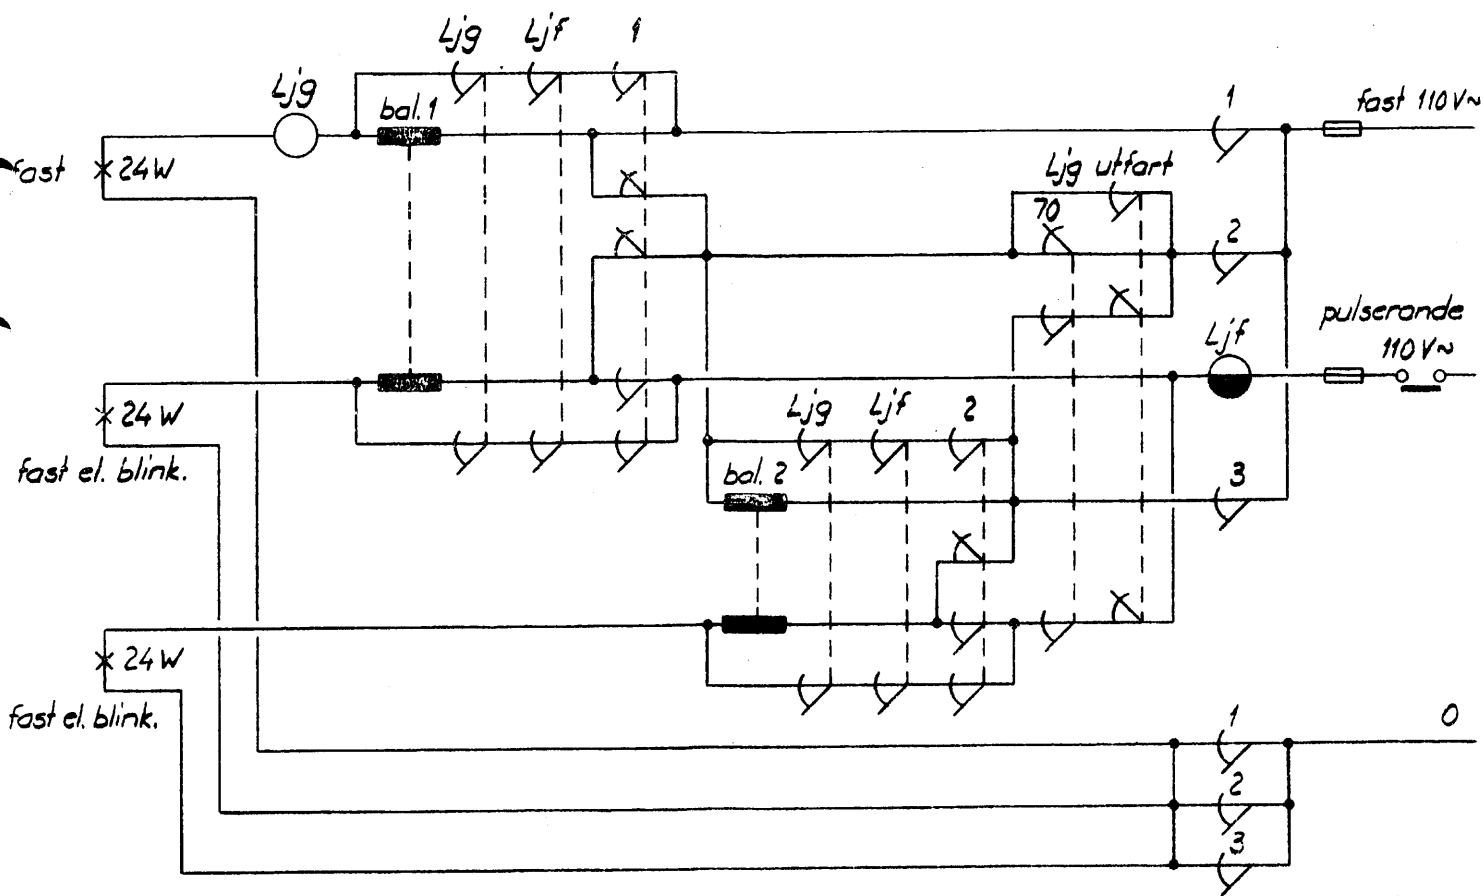 Ljg Ljf 1
Ljg
bal. 1
1
fast 110V~
fast 24W
Ljg utfart
70
2
pulserande
110V~
Ljf
24W
fast el. blink.
Ljg Ljf 2
bal. 2
3
24W
fast el. blink.
1
0
2
3